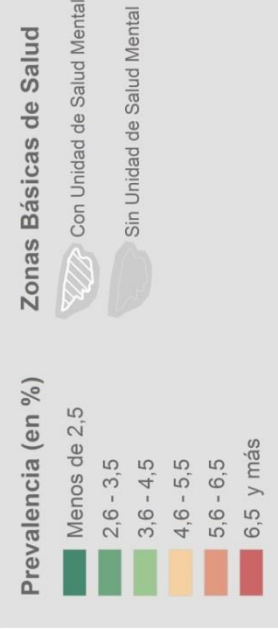 Prevalencia (en %)
Menos de 2,5
2,6 - 3,5
3,6 - 4,5
4,6 - 5,5
5,6 - 6,5
6,5 y más
Zonas Básicas de Salud
Con Unidad de Salud Mental
Sin Unidad de Salud Mental